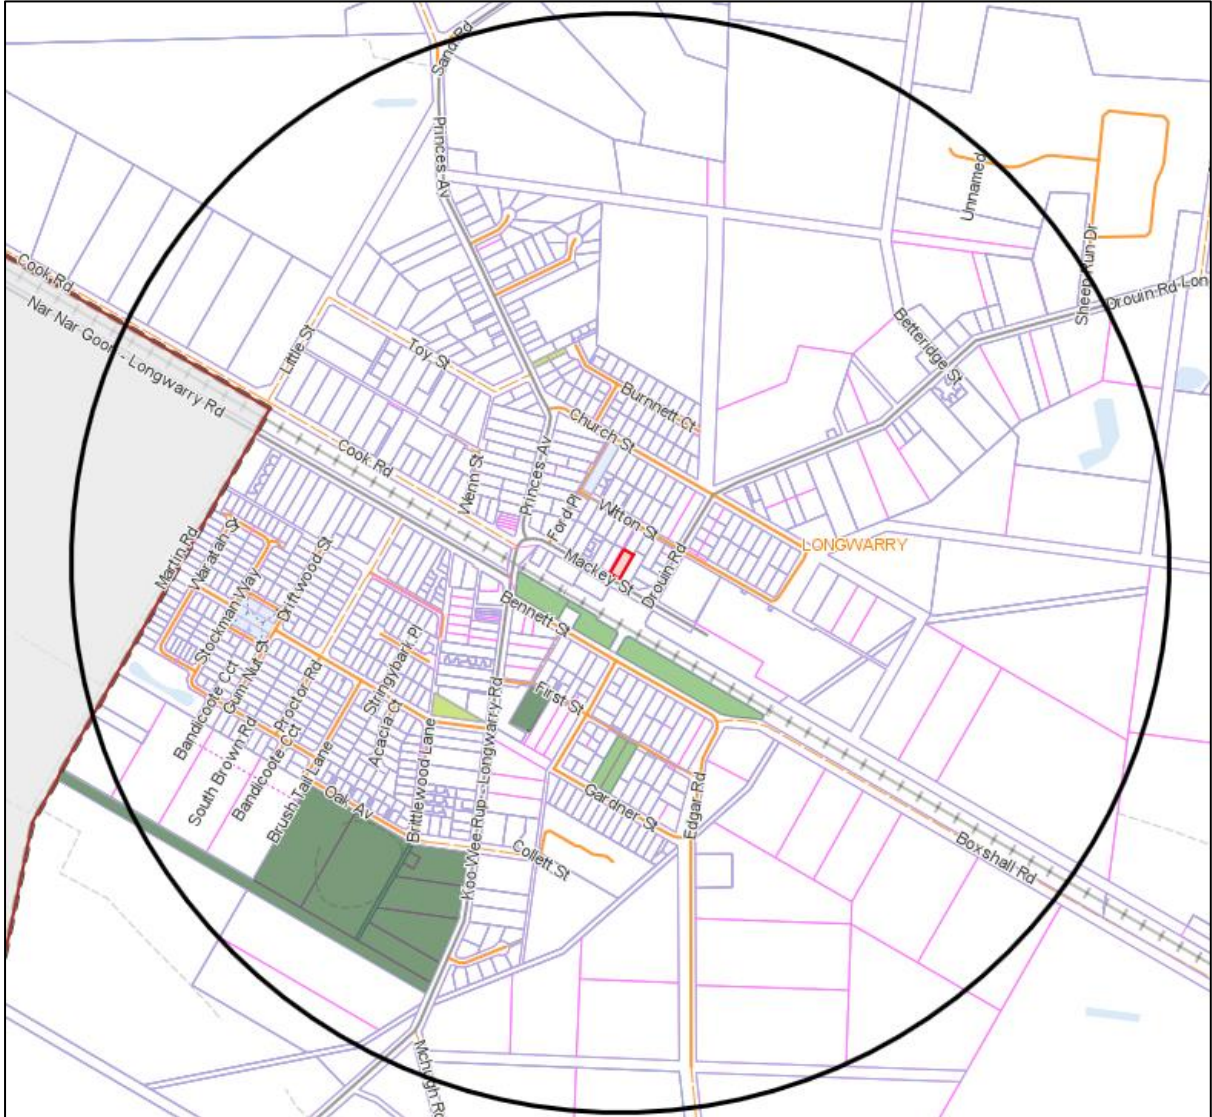 Sand Rd
Princes Av
Unnamed
Sheep Run Dr
Drouin Rd Lon
Cook Rd
Nar Nar Goon - Longwarry Rd
Little St
Toy St
Betteridge St
Burnnett Ct
Church St
Cook Rd
Wenn St
Princes Av
Ford Pl
Witton St
LONGWARRY
Mackey St
Drouin Rd
Martin Rd
Waratah St
Driftwood St
Stockman Way
Bennett St
Bandicoote Cct
Gum Nut St
Proctor Rd
Stringybark Pl
Acacia Ct
First St
South Brown Rd
Bandicoote Cct
Brush Tail Lane
Brittlewood Lane
Koo Wee Rup - Longwarry Rd
Oak Av
Gardner St
Edgar Rd
Collett St
Boxshall Rd
Mchugh Rd